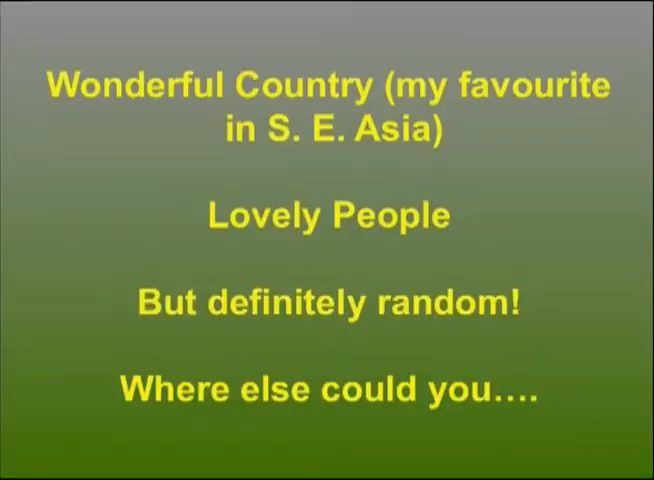 Wonderful Country (my favourite
in S. E. Asia)
Lovely People
But definitely random!
Where else could you….